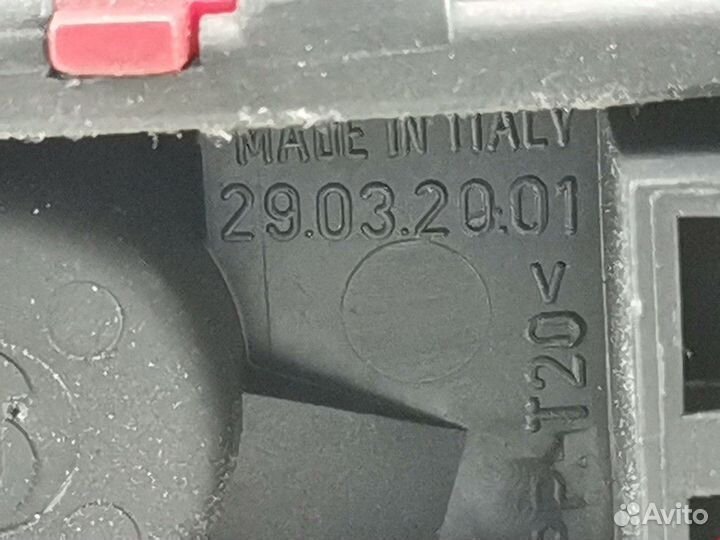 MADE IN ITALY
29.03.20.01
PP-T20<
Avito